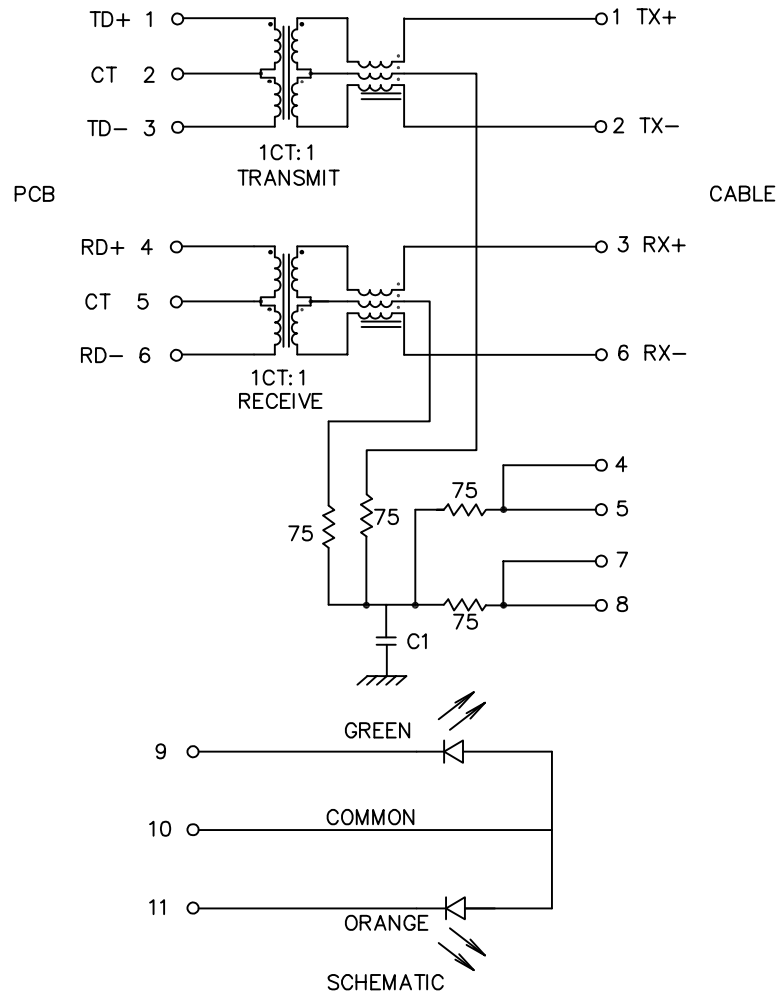 TD+ 1
1 TX+
CT 2
TD- 3
2 TX-
1CT:1
TRANSMIT
PCB
CABLE
RD+ 4
3 RX+
CT 5
RD- 6
6 RX-
1CT:1
RECEIVE
4
75
5
75
75
7
8
75
C1
GREEN
9
COMMON
10
11
ORANGE
SCHEMATIC